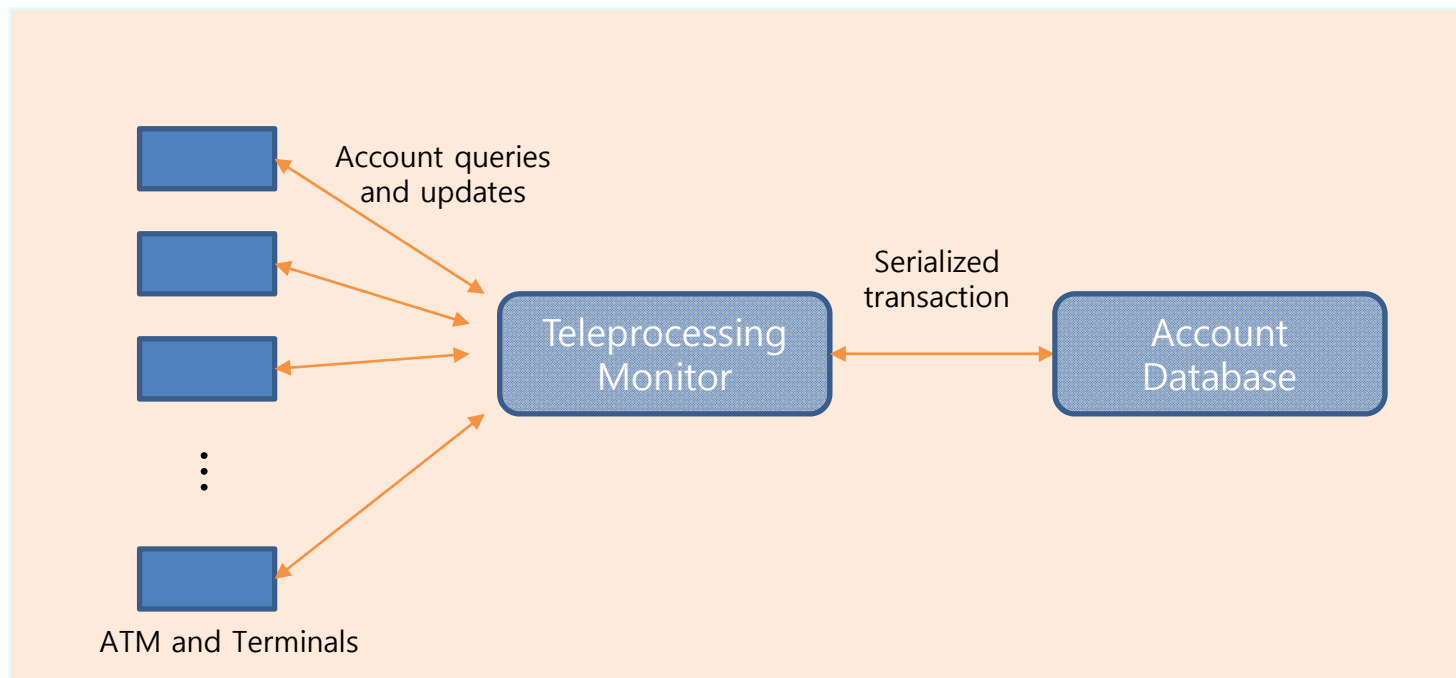 Account queries
and updates
Serialized
transaction
Teleprocessing
Monitor
Account
Database
⋮
ATM and Terminals